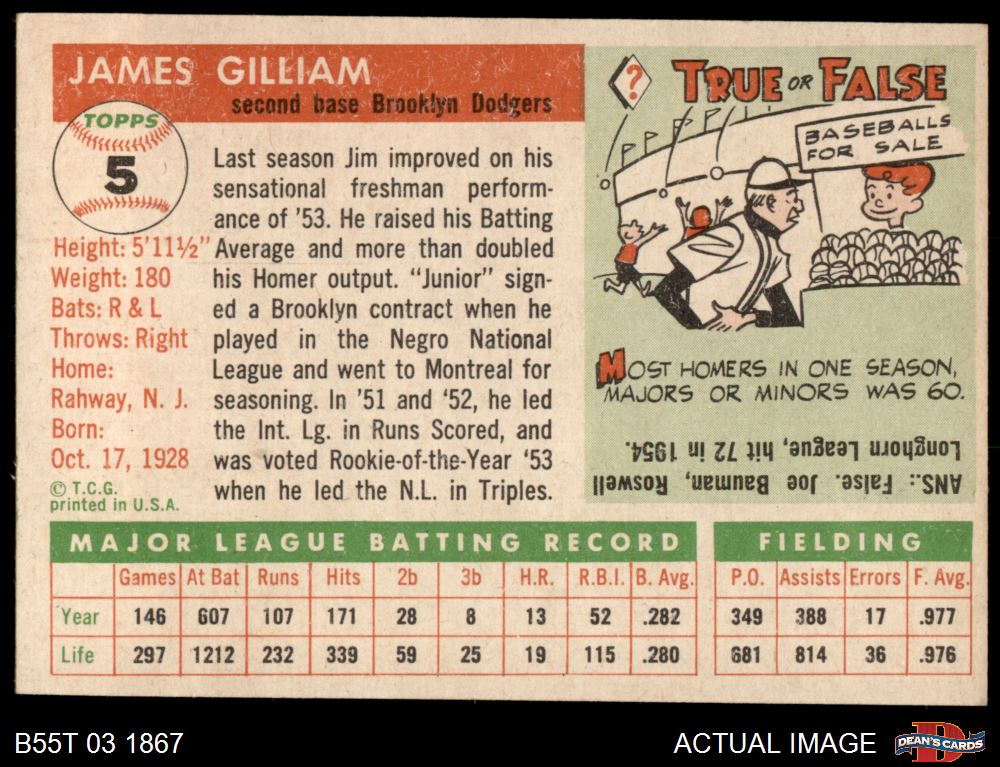 JAMES GILLIAM
second base Brooklyn Dodgers
TOPPS
5
Height: 5'11½"
Weight: 180
Bats: R & L
Throws: Right
Home:
Rahway, N. J.
Born:
Oct. 17, 1928
© T.C.G.
printed in U.S.A.
Last season Jim improved on his
sensational freshman perform-
ance of '53. He raised his Batting
Average and more than doubled
his Homer output. "Junior" sign-
ed a Brooklyn contract when he
played in the Negro National
League and went to Montreal for
seasoning. In '51 and '52, he led
the Int. Lg. in Runs Scored, and
was voted Rookie-of-the-Year '53
when he led the N.L. in Triples.
?
TRUE OR FALSE
BASEBALLS
FOR SALE
MOST HOMERS IN ONE SEASON,
MAJORS OR MINORS WAS 60.
ANS.: False. Joe Bauman, Roswell
Longhorn League, hit 72 in 1954.
MAJOR LEAGUE BATTING RECORD
Games At Bat Runs Hits 2b 3b H.R. R.B.I. B. Avg.
Year 146 607 107 171 28 8 13 52 .282
Life 297 1212 232 339 59 25 19 115 .280
FIELDING
P.O. Assists Errors F. Avg.
349 388 17 .977
681 814 36 .976
B55T 03 1867
ACTUAL IMAGE
D
DEAN'S CARDS